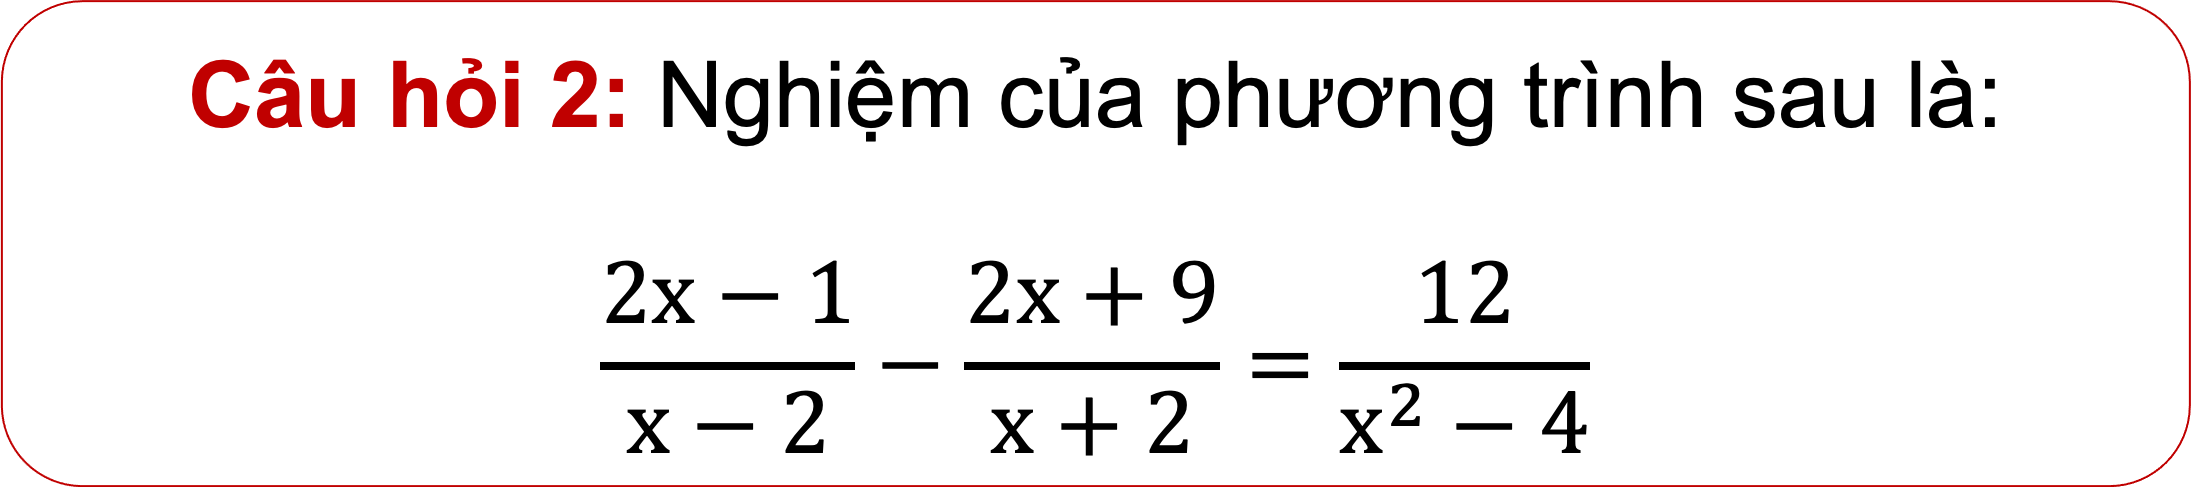 Câu hỏi 2: Nghiệm của phương trình sau là:
(2x − 1)/(x − 2) − (2x + 9)/(x + 2) = 12/(x² − 4)